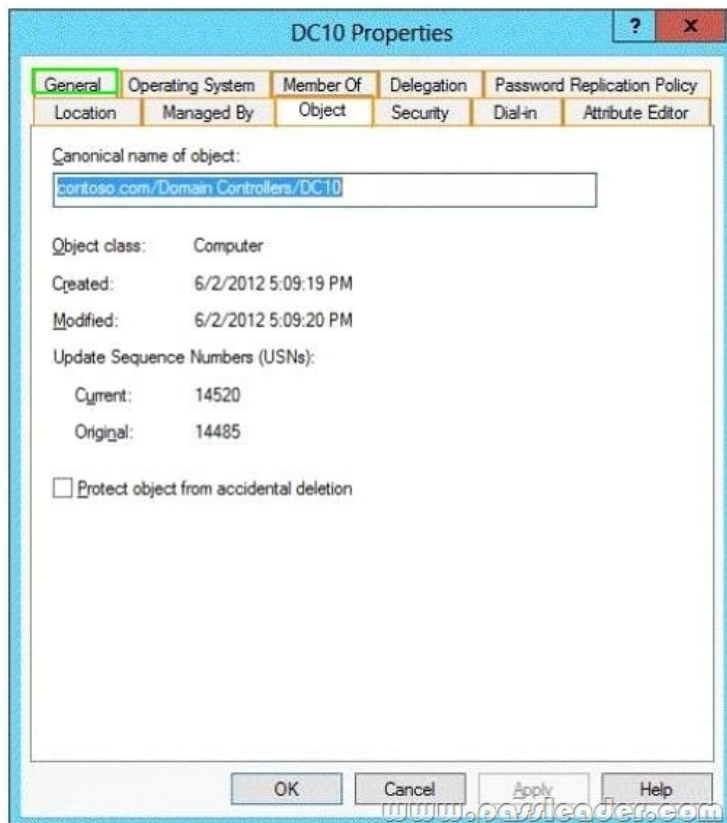 DC10 Properties
? x
General Operating System Member Of Delegation Password Replication Policy
Location Managed By Object Security Dial-in Attribute Editor
Canonical name of object:
contoso.com/Domain Controllers/DC10
Object class: Computer
Created: 6/2/2012 5:09:19 PM
Modified: 6/2/2012 5:09:20 PM
Update Sequence Numbers (USNs):
Current: 14520
Original: 14485
Protect object from accidental deletion
OK Cancel Apply Help
www.passleader.com